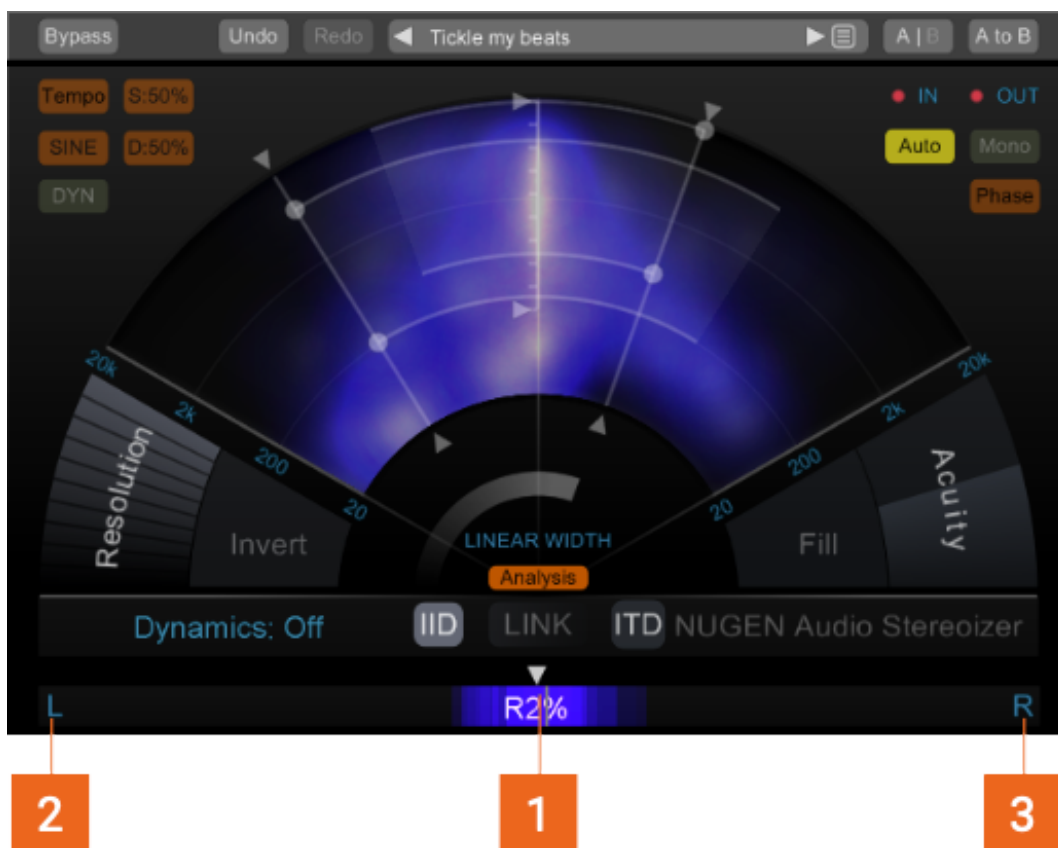 Bypass Undo Redo Tickle my beats A | B A to B
Tempo S:50% IN OUT
SINE D:50% Auto Mono
DYN Phase
20k 20k
2k 2k
200 200
20 20
Resolution Acuity
Invert LINEAR WIDTH Fill
Analysis
Dynamics: Off IID LINK ITD NUGEN Audio Stereoizer
L R2% R
2 1 3